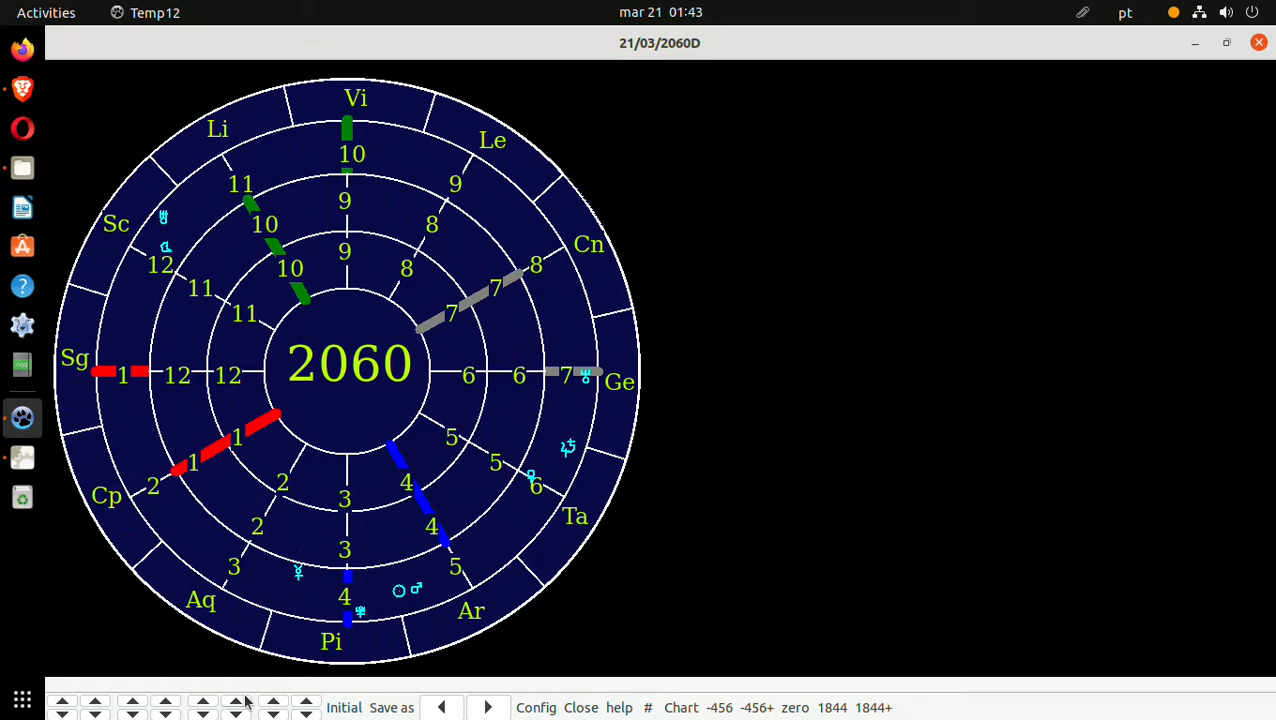 Activities Temp12 mar 21 01:43 pt
21/03/2060D
Vi
Li Le
10
11 9
Sc 9
10 8 Cn
12 9 8
11 10 8
11 7 7
Sg 2060 Ge
1 12 12 6 6 7
1 5
1 5
Cp 2 2 4 6
3 Ta
2 4
3
3 5
4
Aq Ar
Pi
Initial Save as Config Close help # Chart -456 -456+ zero 1844 1844+